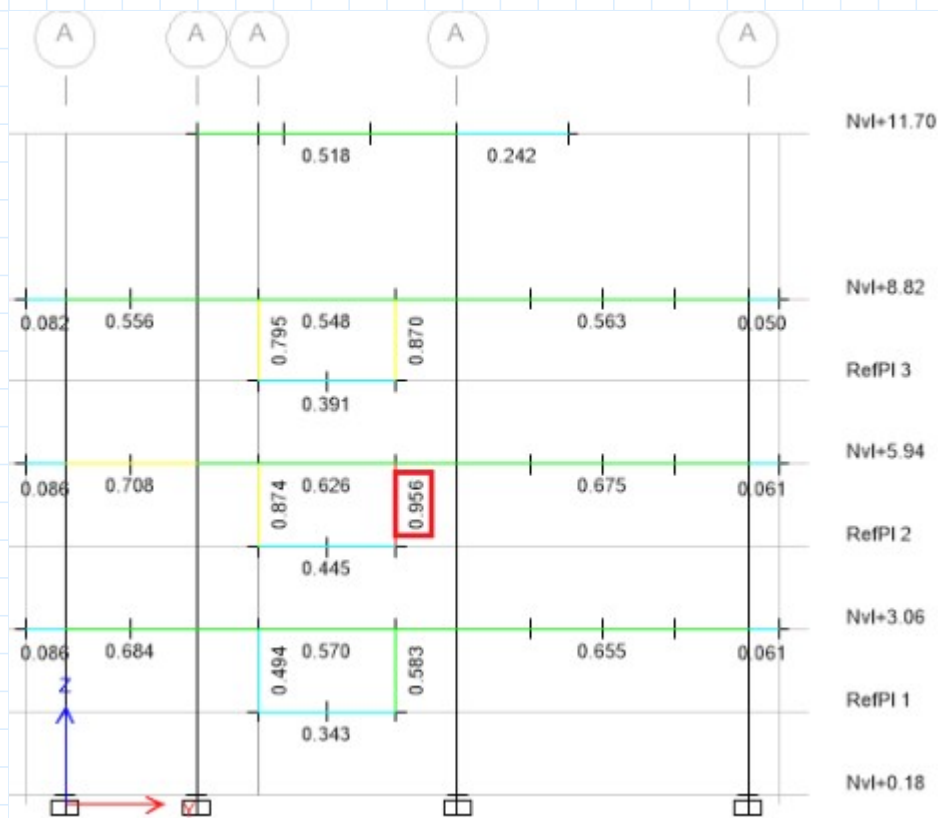 A A A A A
Nvl+11.70
0.518 0.242
Nvl+8.82
0.082 0.556 0.548 0.563 0.050
0.795 0.870
RefPl 3
0.391
Nvl+5.94
0.086 0.708 0.626 0.675 0.061
0.874 0.956
RefPl 2
0.445
Nvl+3.06
0.086 0.684 0.570 0.655 0.061
0.494 0.583
Z
RefPl 1
0.343
Nvl+0.18
Y